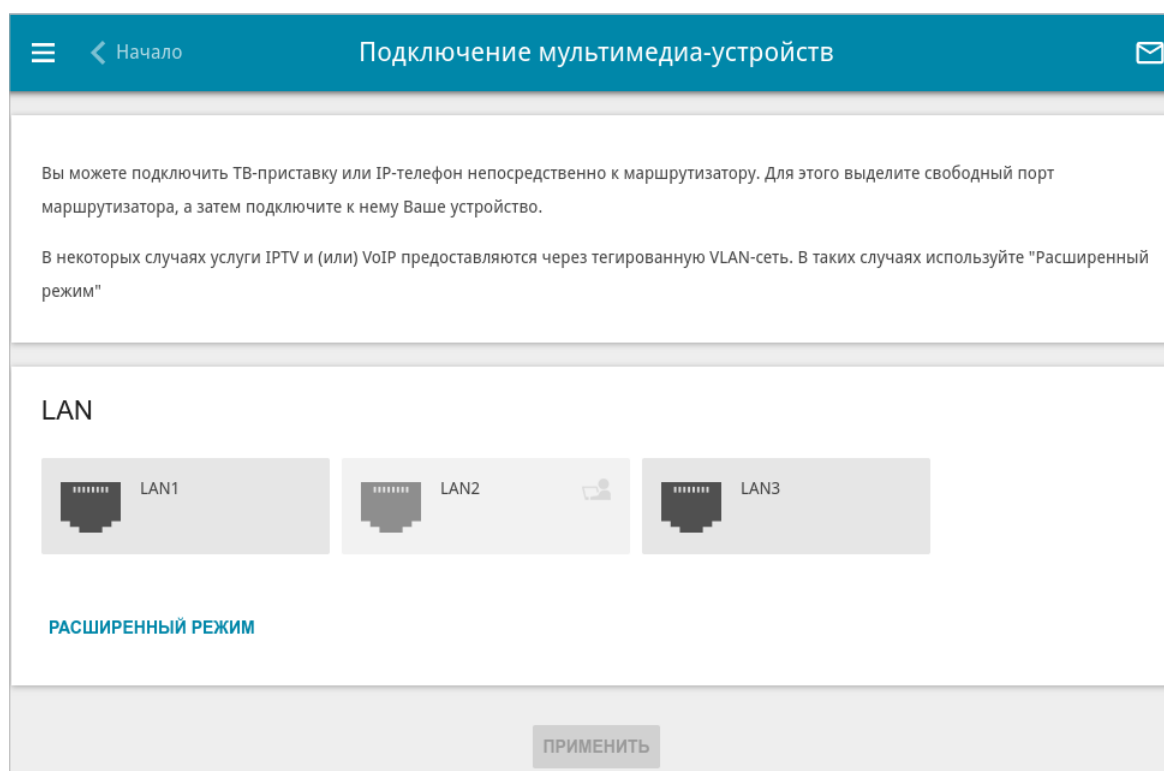 Начало
Подключение мультимедиа-устройств
Вы можете подключить ТВ-приставку или IP-телефон непосредственно к маршрутизатору. Для этого выделите свободный порт
маршрутизатора, а затем подключите к нему Ваше устройство.
В некоторых случаях услуги IPTV и (или) VoIP предоставляются через тегированную VLAN-сеть. В таких случаях используйте "Расширенный
режим"
LAN
LAN1
LAN2
LAN3
РАСШИРЕННЫЙ РЕЖИМ
ПРИМЕНИТЬ